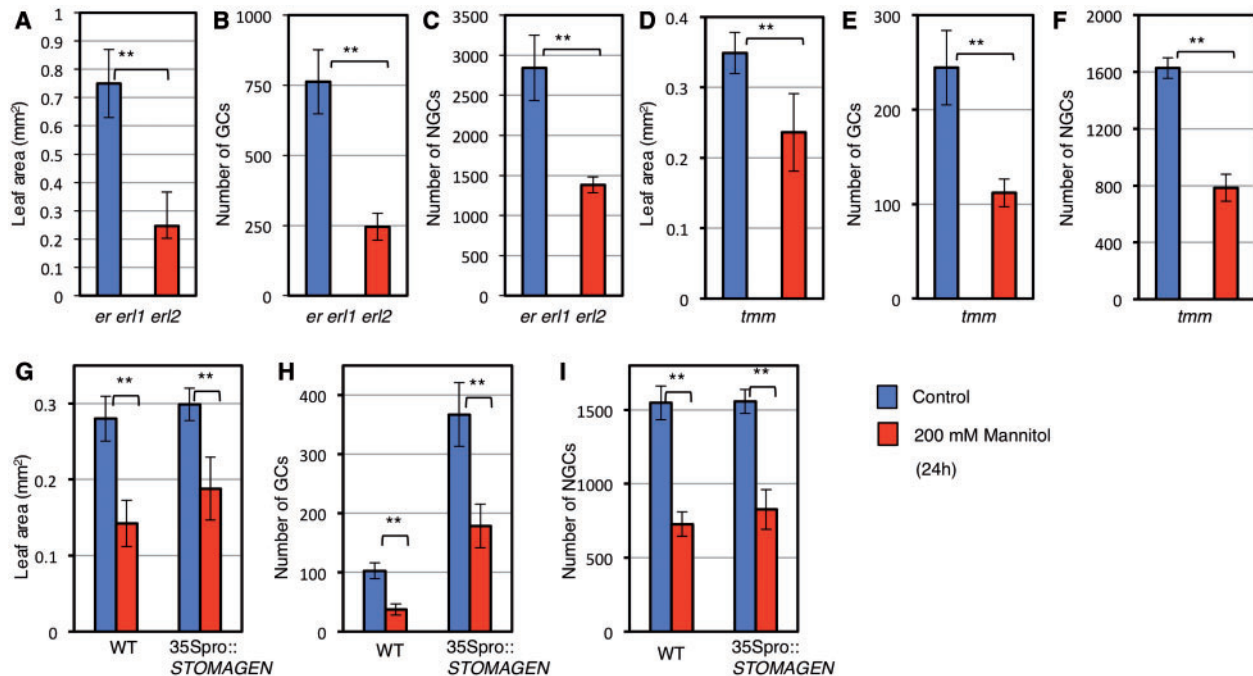 A
Leaf area (mm²)
1
0.9
0.8
0.7
0.6
0.5
0.4
0.3
0.2
0.1
0
**
er erl1 erl2
B
Number of GCs
1000
750
500
250
0
**
er erl1 erl2
C
Number of NGCs
4000
3500
3000
2500
2000
1500
1000
500
0
**
er erl1 erl2
D
Leaf area (mm²)
0.4
0.3
0.2
0.1
0
**
tmm
E
Number of GCs
300
200
100
0
**
tmm
F
Number of NGCs
2000
1600
1200
800
400
0
**
tmm
G
Leaf area (mm²)
0.3
0.2
0.1
0
**
**
WT
35Spro::
STOMAGEN
H
Number of GCs
400
300
200
100
0
**
**
WT
35Spro::
STOMAGEN
I
Number of NGCs
1500
1000
500
0
**
**
WT
35Spro::
STOMAGEN
Control
200 mM Mannitol
(24h)